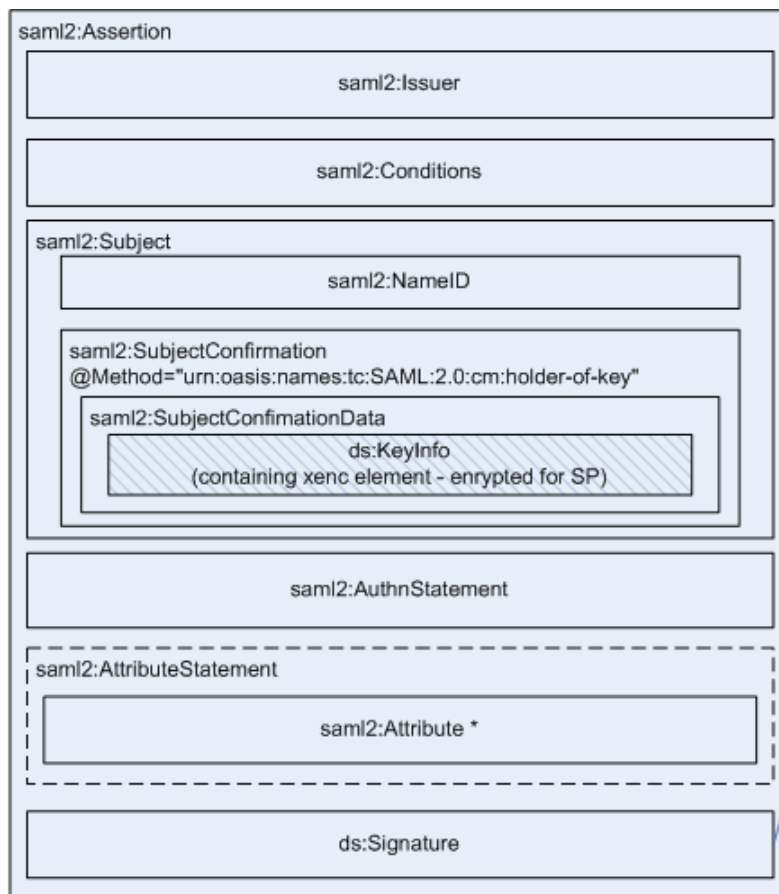 saml2:Assertion
saml2:Issuer
saml2:Conditions
saml2:Subject
saml2:NameID
saml2:SubjectConfirmation
@Method="urn:oasis:names:tc:SAML:2.0:cm:holder-of-key"
saml2:SubjectConfimationData
ds:KeyInfo
(containing xenc element - enrypted for SP)
saml2:AuthnStatement
saml2:AttributeStatement
saml2:Attribute *
ds:Signature